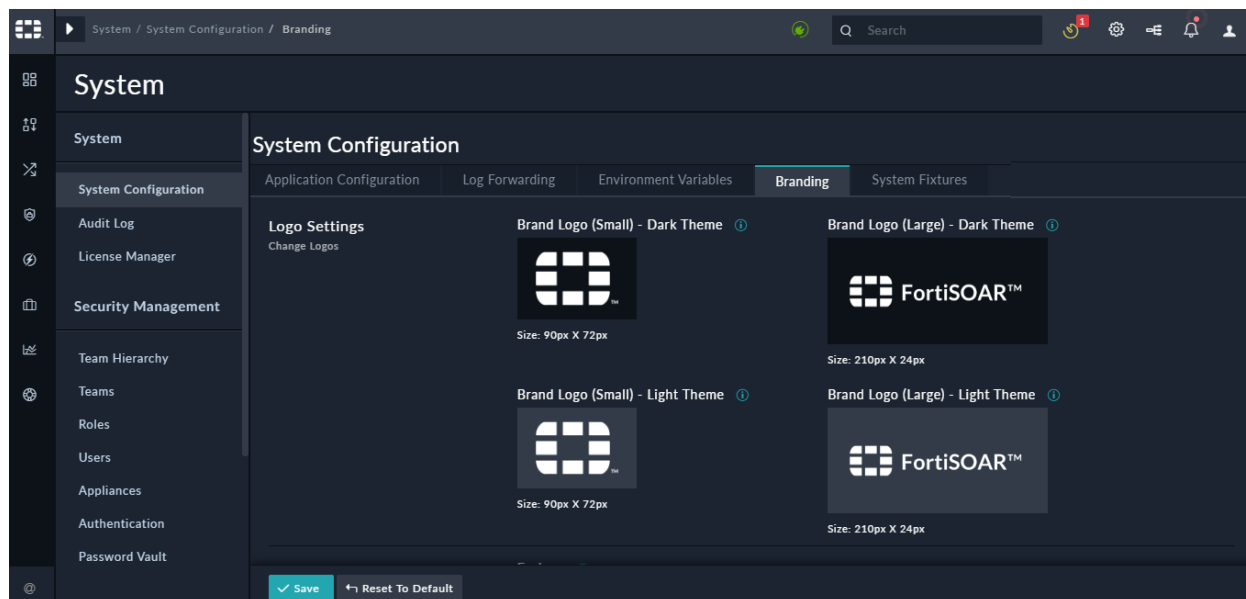 System / System Configuration / Branding
Search
1
System
System
System Configuration
Audit Log
License Manager
Security Management
Team Hierarchy
Teams
Roles
Users
Appliances
Authentication
Password Vault
@
System Configuration
Application Configuration
Log Forwarding
Environment Variables
Branding
System Fixtures
Logo Settings
Change Logos
Brand Logo (Small) - Dark Theme
TM
Size: 90px X 72px
Brand Logo (Large) - Dark Theme
FortiSOAR™
Size: 210px X 24px
Brand Logo (Small) - Light Theme
TM
Size: 90px X 72px
Brand Logo (Large) - Light Theme
FortiSOAR™
Size: 210px X 24px
Save
Reset To Default